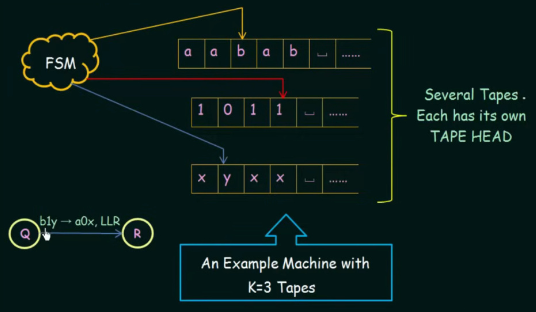 FSM
a a b a b ⎵ ......
1 0 1 1 ⎵ ......
x y x x ⎵ ......
Several Tapes.
Each has its own
TAPE HEAD
Q b1y → a0x, LLR R
An Example Machine with
K=3 Tapes